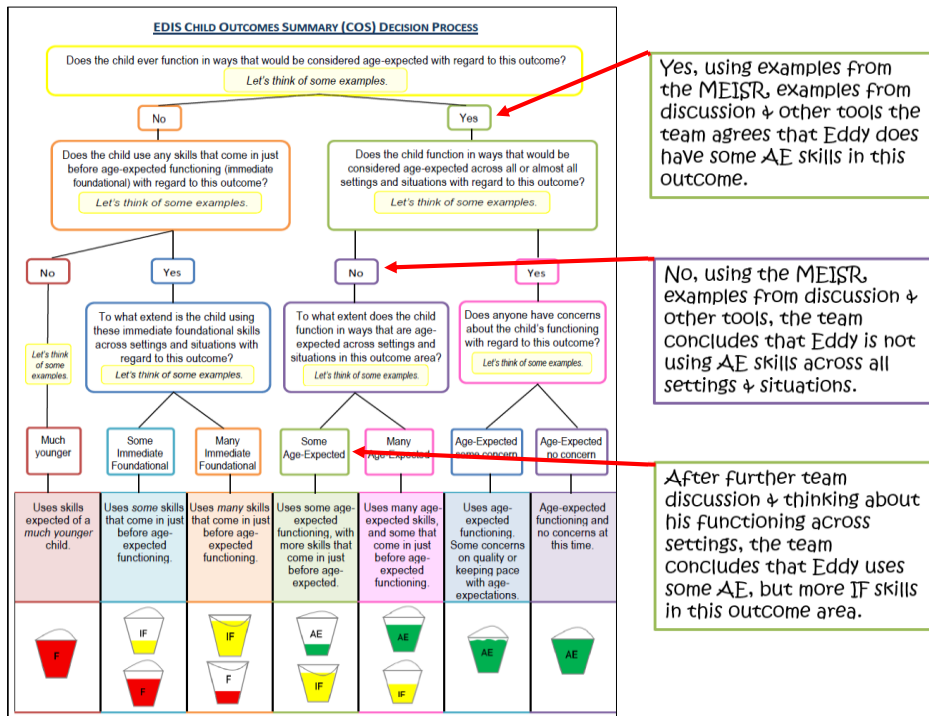 EDIS CHILD OUTCOMES SUMMARY (COS) DECISION PROCESS
Does the child ever function in ways that would be considered age-expected with regard to this outcome?
Let's think of some examples.
No
Yes
Does the child use any skills that come in just
before age-expected functioning (immediate
foundational) with regard to this outcome?
Let's think of some examples.
Does the child function in ways that would be
considered age-expected across all or almost all
settings and situations with regard to this outcome?
Let's think of some examples.
No
Yes
No
Yes
Let's think
of some
examples.
To what extend is the child using
these immediate foundational skills
across settings and situations with
regard to this outcome?
Let's think of some examples.
To what extent does the child
function in ways that are age-
expected across settings and
situations in this outcome area?
Let's think of some examples.
Does anyone have concerns
about the child's functioning
with regard to this outcome?
Let's think of some examples.
Much
younger
Some
Immediate
Foundational
Many
Immediate
Foundational
Some
Age-Expected
Many
Age-Expected
Age-Expected
some concern
Age-Expected
no concern
Uses skills
expected of a
much younger
child.
Uses some skills
that come in just
before age-
expected
functioning.
Uses many skills
that come in just
before age-
expected
functioning.
Uses some age-
expected
functioning, with
more skills that
come in just
before age-
expected.
Uses many age-
expected skills,
and some that
come in just
before age-
expected
functioning.
Uses age-
expected
functioning.
Some concerns
on quality or
keeping pace
with age-
expectations.
Age-expected
functioning and
no concerns
at this time.
F
IF
F
IF
F
AE
IF
AE
IF
AE
AE
Yes, using examples from
the MEISR, examples from
discussion & other tools the
team agrees that Eddy does
have some AE skills in this
outcome.
No, using the MEISR,
examples from discussion &
other tools, the team
concludes that Eddy is not
using AE skills across all
settings & situations.
After further team
discussion & thinking about
his functioning across
settings, the team
concludes that Eddy uses
some AE, but more IF skills
in this outcome area.